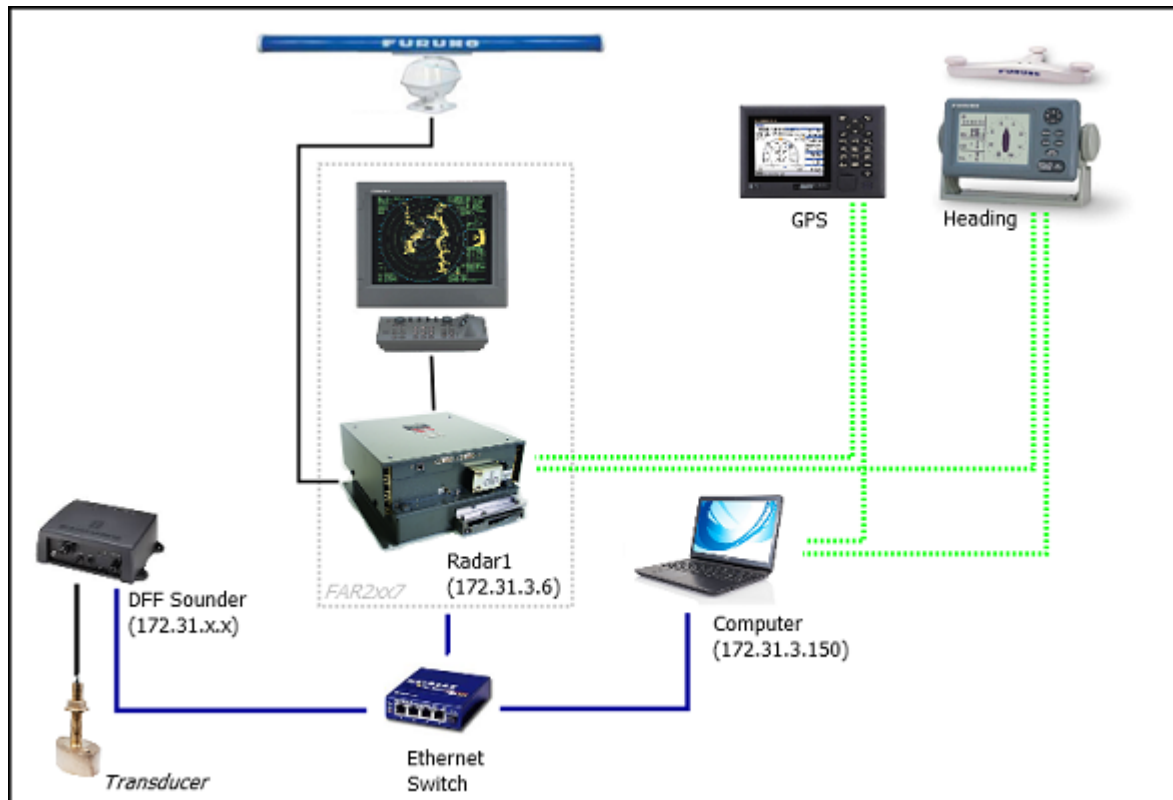 FURUNO
FURUNO
GPS
Heading
Radar1
(172.31.3.6)
FAR2xx7
DFF Sounder
(172.31.x.x)
Computer
(172.31.3.150)
Ethernet
Switch
Transducer